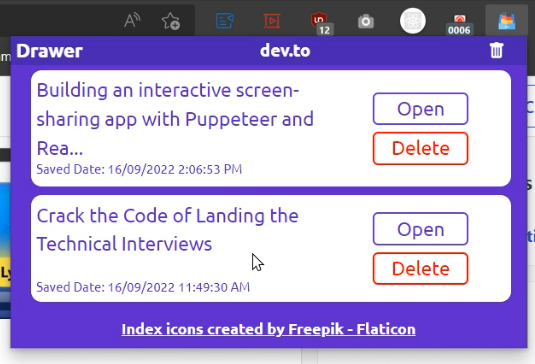 12
0006
Drawer
dev.to
Building an interactive screen-
sharing app with Puppeteer and
Rea...
Saved Date: 16/09/2022 2:06:53 PM
Open
Delete
Crack the Code of Landing the
Technical Interviews
Saved Date: 16/09/2022 11:49:30 AM
Open
Delete
Index icons created by Freepik - Flaticon